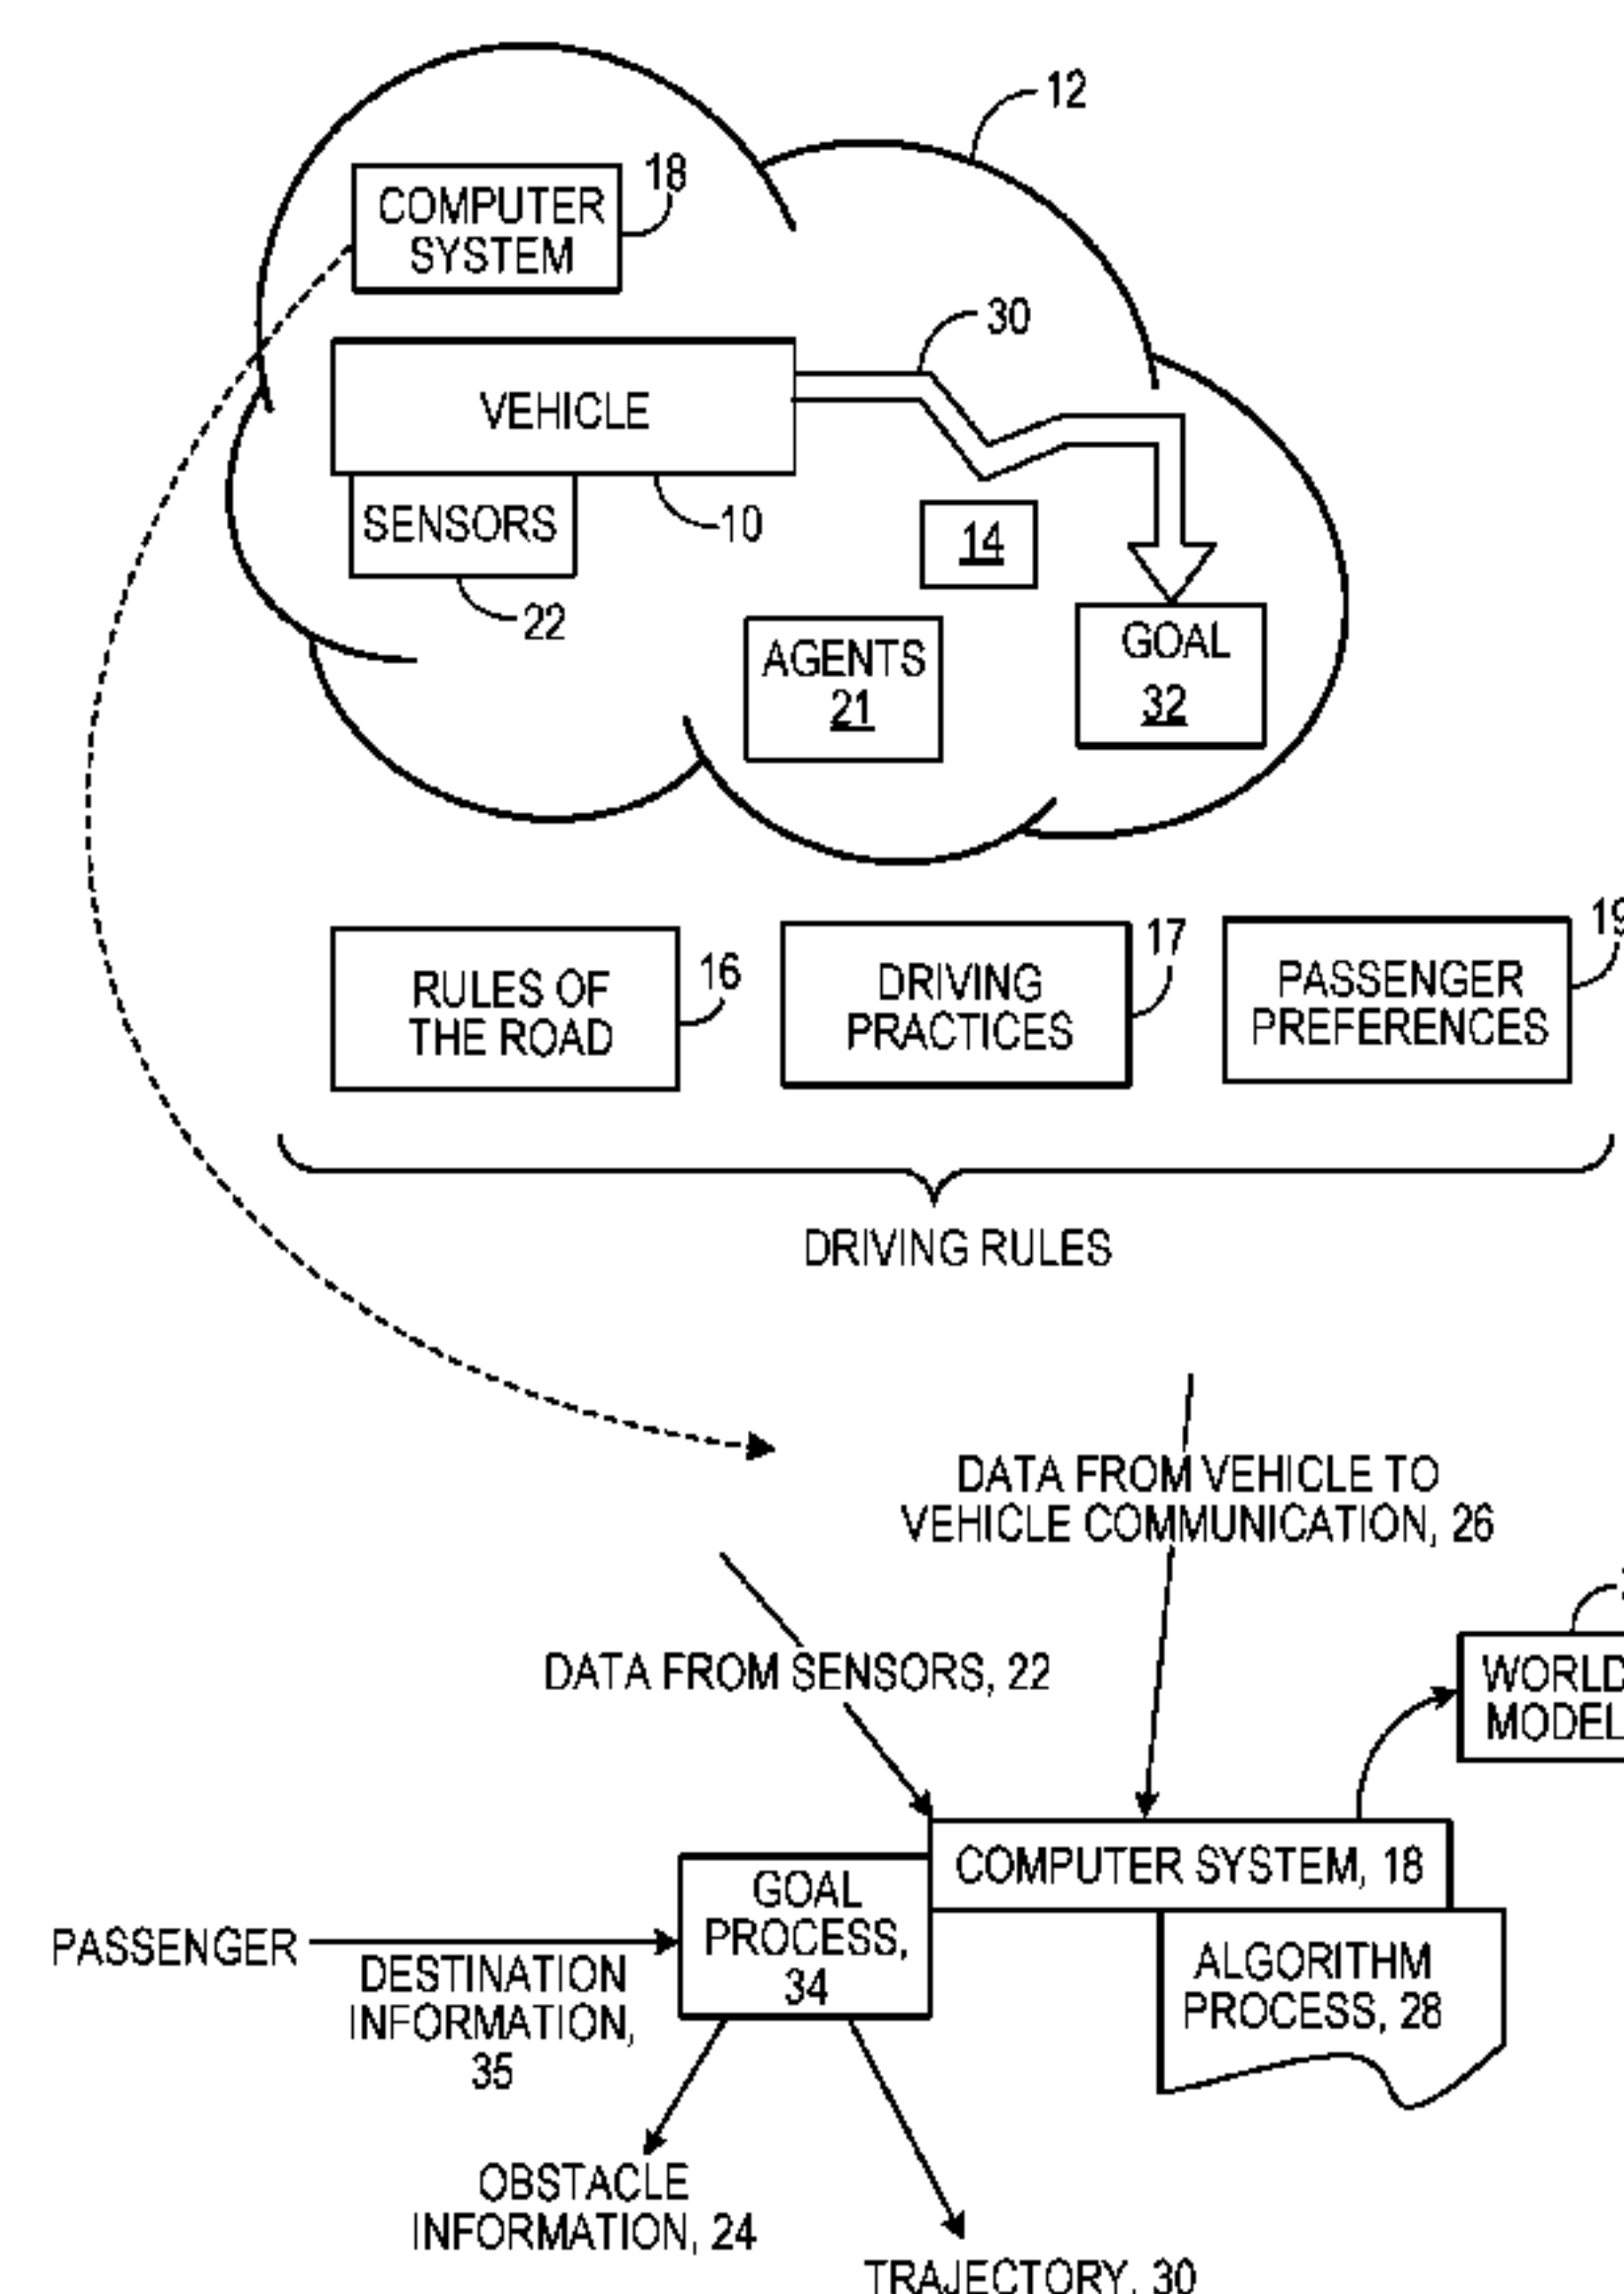 12
18
COMPUTER
SYSTEM
30
VEHICLE
10
SENSORS
22
14
AGENTS
21
GOAL
32
16
RULES OF
THE ROAD
17
DRIVING
PRACTICES
19
PASSENGER
PREFERENCES
DRIVING RULES
DATA FROM VEHICLE TO
VEHICLE COMMUNICATION, 26
DATA FROM SENSORS, 22
WORLD
MODEL
COMPUTER SYSTEM, 18
GOAL
PROCESS,
34
PASSENGER
DESTINATION
INFORMATION,
35
ALGORITHM
PROCESS, 28
OBSTACLE
INFORMATION, 24
TRAJECTORY, 30